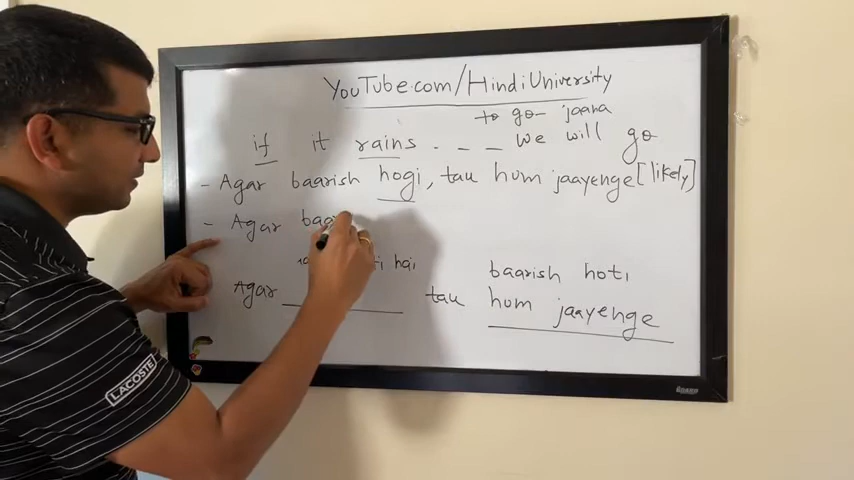 YouTube.com/HindiUniversity
to go - jaana
if it rains . _ _ _ we will go
- Agar baarish hogi, tau hum jaayenge [likely]
- Agar
hai
baarish hoti
Agar ______ tau hum jaayenge
LACOSTE